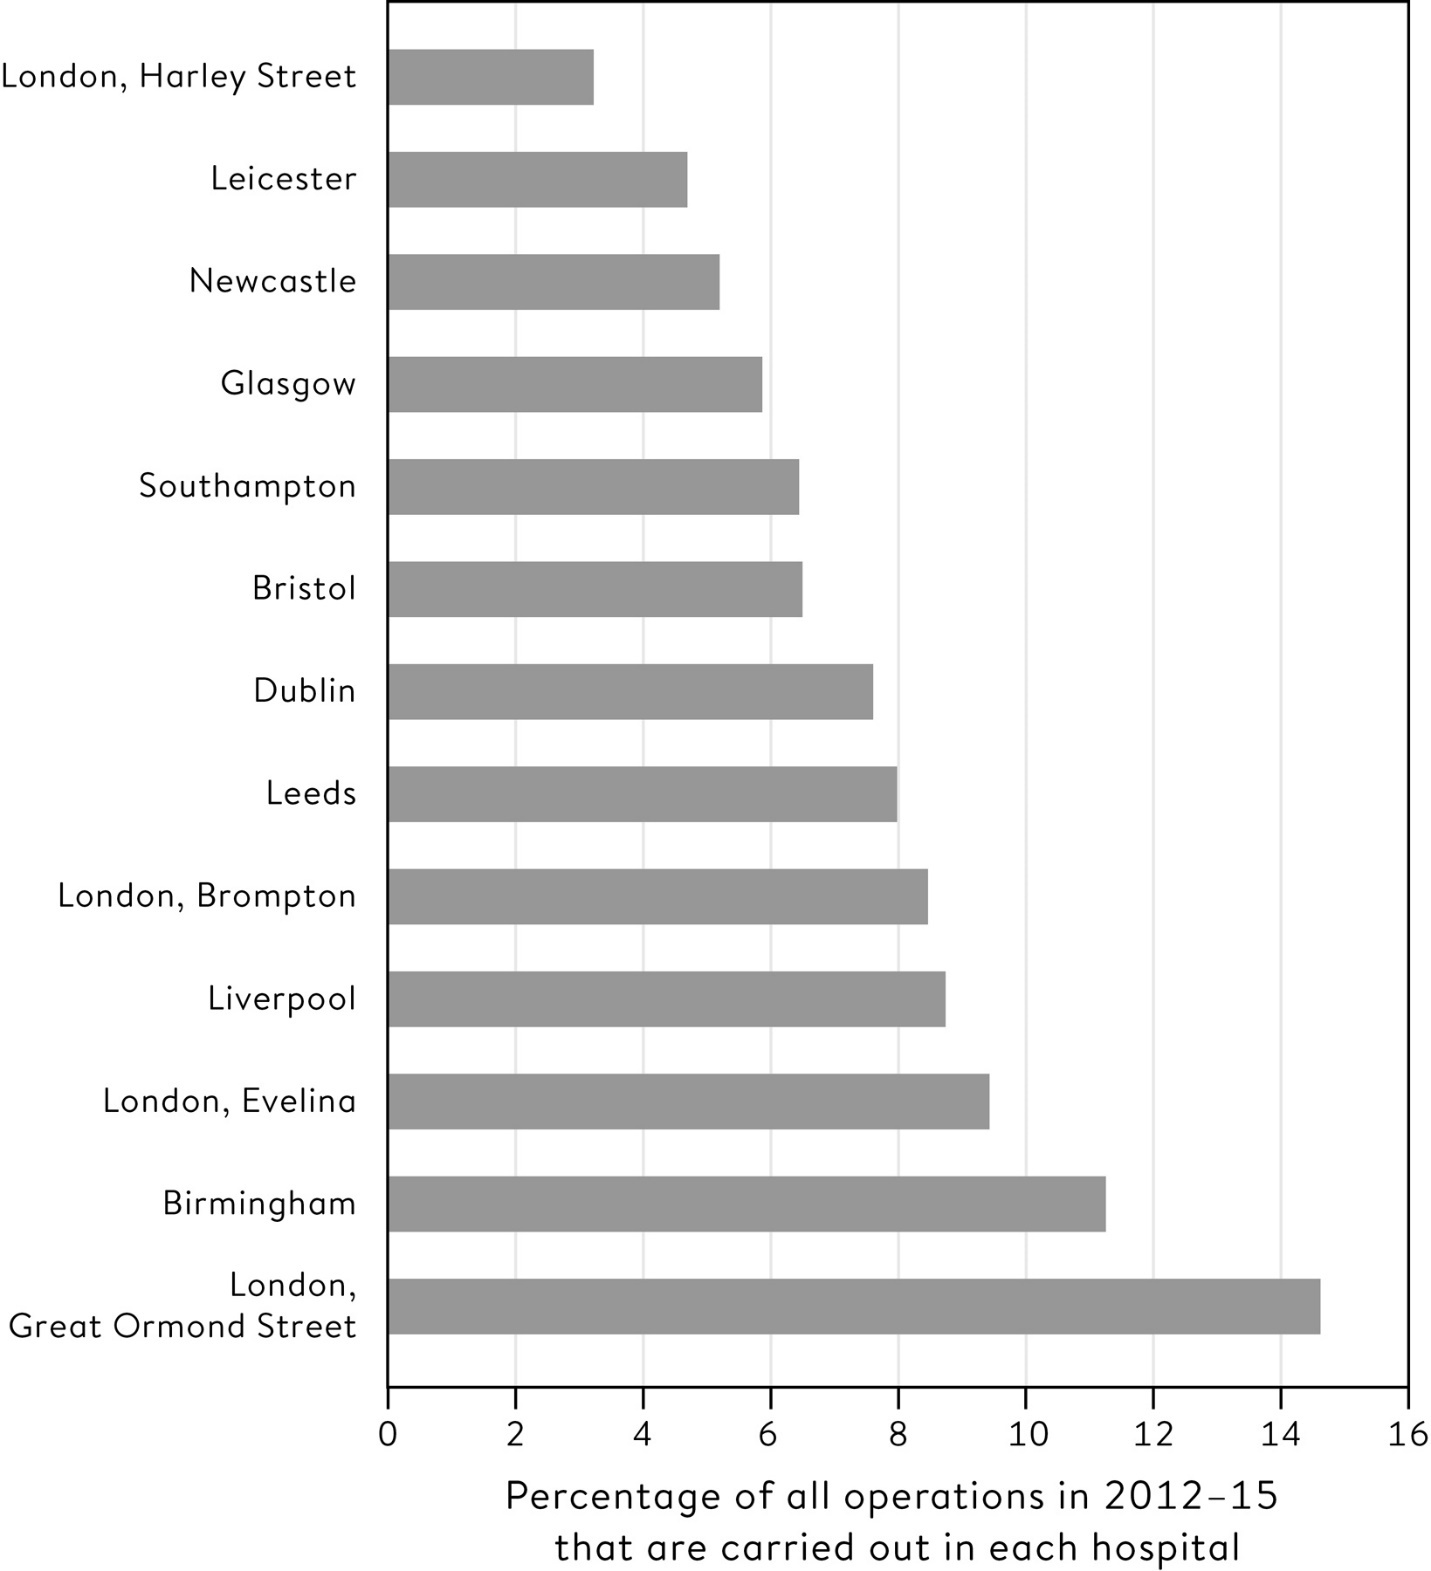 London, Harley Street
Leicester
Newcastle
Glasgow
Southampton
Bristol
Dublin
Leeds
London, Brompton
Liverpool
London, Evelina
Birmingham
London,
Great Ormond Street
0 2 4 6 8 10 12 14 16
Percentage of all operations in 2012–15
that are carried out in each hospital